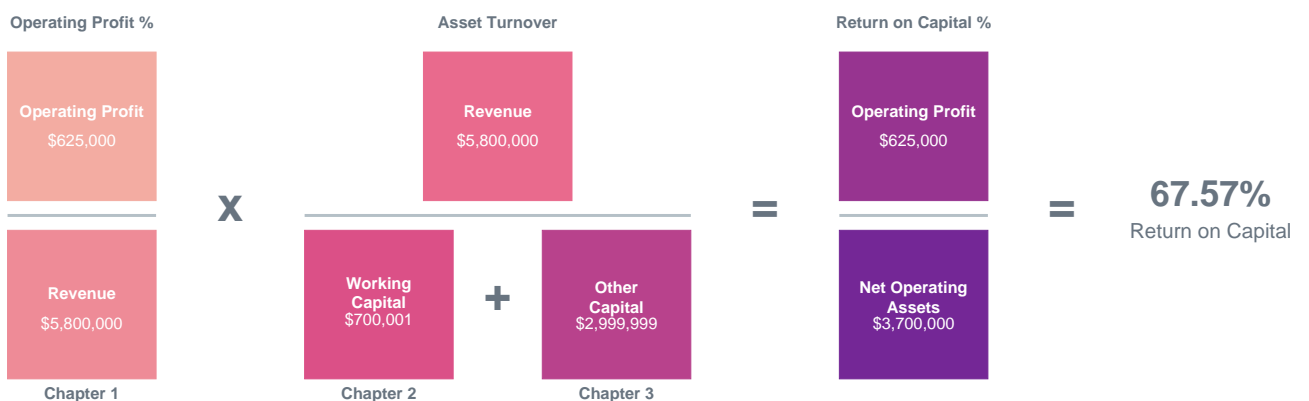 Operating Profit %
Asset Turnover
Return on Capital %
Operating Profit
$625,000
Revenue
$5,800,000
Operating Profit
$625,000
x
=
=
67.57%
Return on Capital
Revenue
$5,800,000
Working
Capital
$700,001
+
Other
Capital
$2,999,999
Net Operating
Assets
$3,700,000
Chapter 1
Chapter 2
Chapter 3